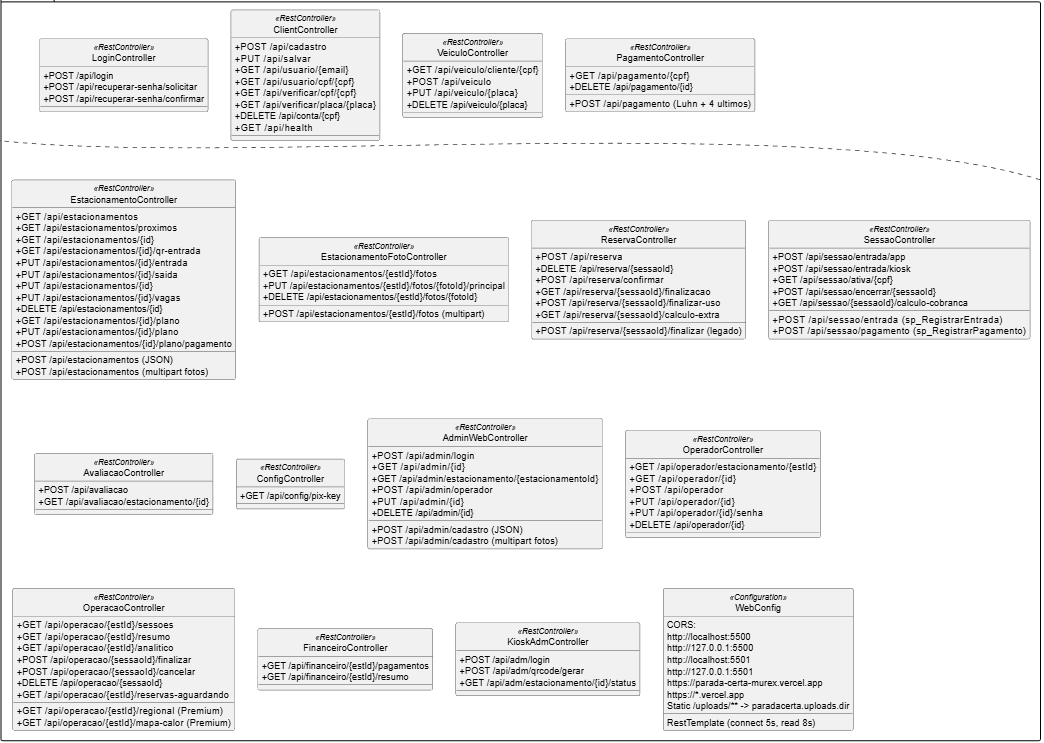 «RestController»
LoginController
+POST /api/login
+POST /api/recuperar-senha/solicitar
+POST /api/recuperar-senha/confirmar
«RestController»
ClientController
+POST /api/cadastro
+PUT /api/salvar
+GET /api/usuario/{email}
+GET /api/usuario/cpf/{cpf}
+GET /api/verificar/cpf/{cpf}
+GET /api/verificar/placa/{placa}
+DELETE /api/conta/{cpf}
+GET /api/health
«RestController»
VeiculoController
+GET /api/veiculo/cliente/{cpf}
+POST /api/veiculo
+PUT /api/veiculo/{placa}
+DELETE /api/veiculo/{placa}
«RestController»
PagamentoController
+GET /api/pagamento/{cpf}
+DELETE /api/pagamento/{id}
+POST /api/pagamento (Luhn + 4 ultimos)
«RestController»
EstacionamentoController
+GET /api/estacionamentos
+GET /api/estacionamentos/proximos
+GET /api/estacionamentos/{id}
+GET /api/estacionamentos/{id}/qr-entrada
+PUT /api/estacionamentos/{id}/entrada
+PUT /api/estacionamentos/{id}/saida
+PUT /api/estacionamentos/{id}
+PUT /api/estacionamentos/{id}/vagas
+DELETE /api/estacionamentos/{id}
+GET /api/estacionamentos/{id}/plano
+PUT /api/estacionamentos/{id}/plano
+POST /api/estacionamentos/{id}/plano/pagamento
+POST /api/estacionamentos (JSON)
+POST /api/estacionamentos (multipart fotos)
«RestController»
EstacionamentoFotoController
+GET /api/estacionamentos/{estId}/fotos
+PUT /api/estacionamentos/{estId}/fotos/{fotoId}/principal
+DELETE /api/estacionamentos/{estId}/fotos/{fotoId}
+POST /api/estacionamentos/{estId}/fotos (multipart)
«RestController»
ReservaController
+POST /api/reserva
+DELETE /api/reserva/{sessaoId}
+POST /api/reserva/confirmar
+GET /api/reserva/{sessaoId}/finalizacao
+POST /api/reserva/{sessaoId}/finalizar-uso
+GET /api/reserva/{sessaoId}/calculo-extra
+POST /api/reserva/{sessaoId}/finalizar (legado)
«RestController»
SessaoController
+POST /api/sessao/entrada/app
+POST /api/sessao/entrada/kiosk
+GET /api/sessao/ativa/{cpf}
+POST /api/sessao/encerrar/{sessaoId}
+GET /api/sessao/{sessaoId}/calculo-cobranca
+POST /api/sessao/entrada (sp_RegistrarEntrada)
+POST /api/sessao/pagamento (sp_RegistrarPagamento)
«RestController»
AvaliacaoController
+POST /api/avaliacao
+GET /api/avaliacao/estacionamento/{id}
«RestController»
ConfigController
+GET /api/config/pix-key
«RestController»
AdminWebController
+POST /api/admin/login
+GET /api/admin/{id}
+GET /api/admin/estacionamento/{estacionamentoId}
+POST /api/admin/operador
+PUT /api/admin/{id}
+DELETE /api/admin/{id}
+POST /api/admin/cadastro (JSON)
+POST /api/admin/cadastro (multipart fotos)
«RestController»
OperadorController
+GET /api/operador/estacionamento/{estId}
+GET /api/operador/{id}
+POST /api/operador
+PUT /api/operador/{id}
+PUT /api/operador/{id}/senha
+DELETE /api/operador/{id}
«RestController»
OperacaoController
+GET /api/operacao/{estId}/sessoes
+GET /api/operacao/{estId}/resumo
+GET /api/operacao/{estId}/analitico
+POST /api/operacao/{sessaoId}/finalizar
+POST /api/operacao/{sessaoId}/cancelar
+DELETE /api/operacao/{sessaoId}
+GET /api/operacao/{estId}/reservas-aguardando
+GET /api/operacao/{estId}/regional (Premium)
+GET /api/operacao/{estId}/mapa-calor (Premium)
«RestController»
FinanceiroController
+GET /api/financeiro/{estId}/pagamentos
+GET /api/financeiro/{estId}/resumo
«RestController»
KioskAdmController
+POST /api/adm/login
+POST /api/adm/qrcode/gerar
+GET /api/adm/estacionamento/{id}/status
«Configuration»
WebConfig
CORS:
http://localhost:5500
http://127.0.0.1:5500
http://localhost:5501
http://127.0.0.1:5501
https://parada-certa-murex.vercel.app
https://*.vercel.app
Static /uploads/** -> paradacerta.uploads.dir
RestTemplate (connect 5s, read 8s)